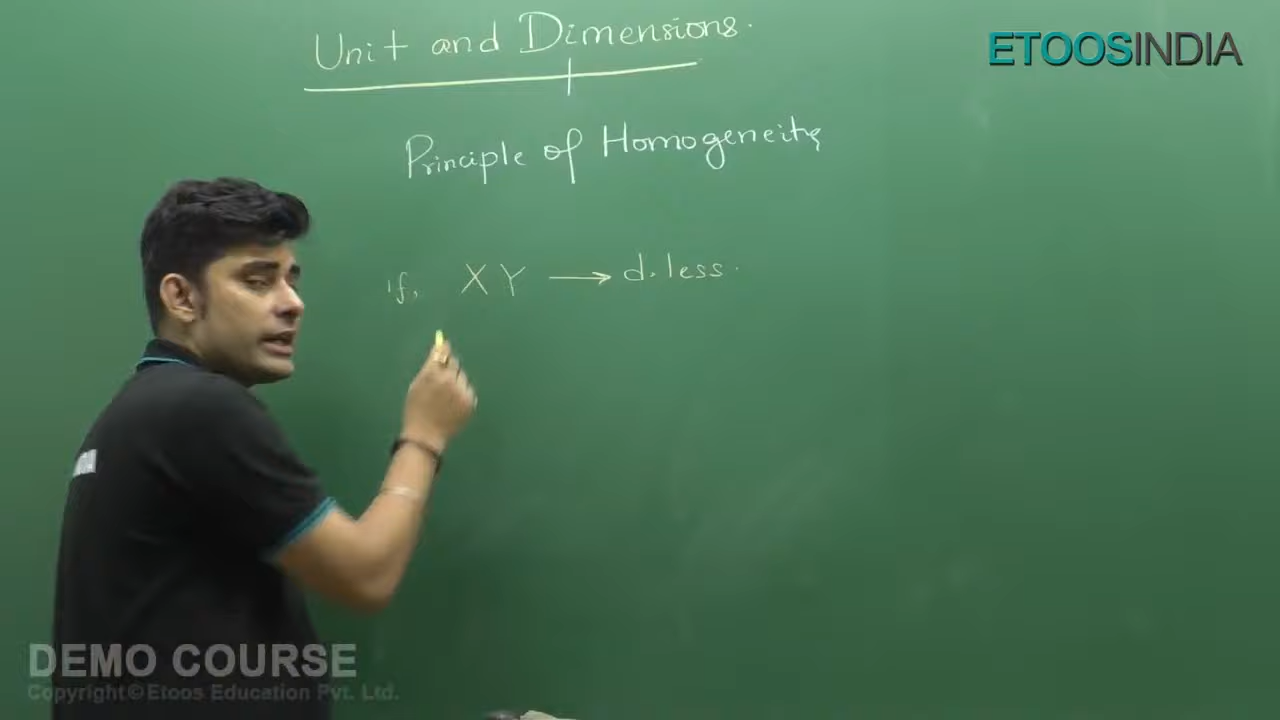 Unit and Dimensions.
ETOOSINDIA
Principle of Homogeneity
if, XY → d.less.
DEMO COURSE
Copyright©Etoos Education Pvt. Ltd.